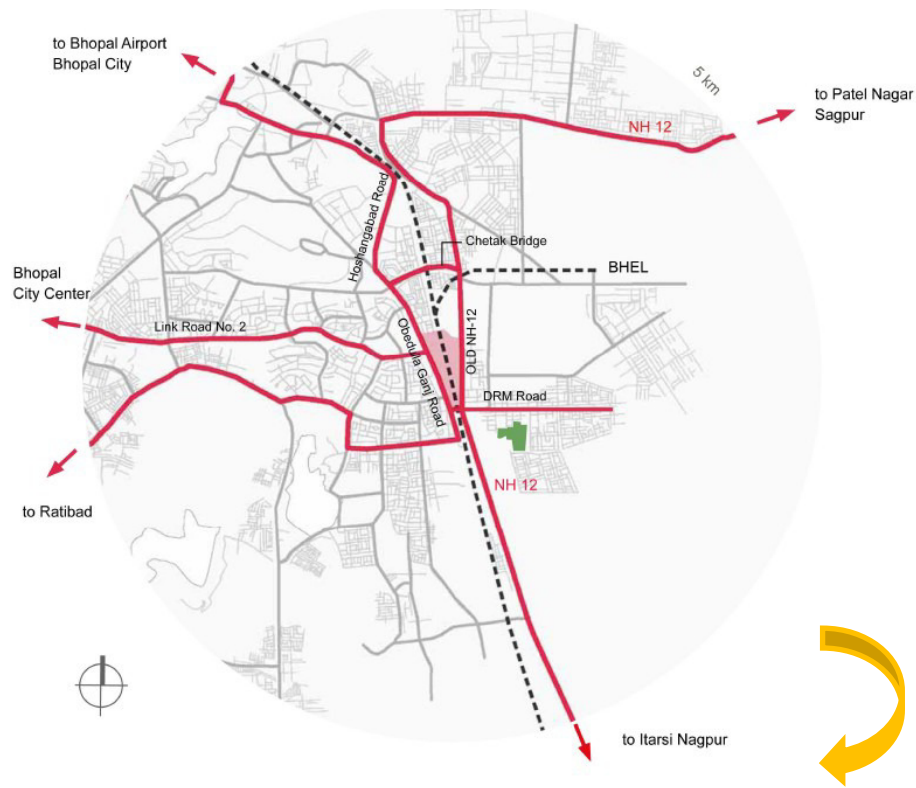 to Bhopal Airport
Bhopal City
5 km
to Patel Nagar
Sagpur
NH 12
Hoshangabad Road
Chetak Bridge
BHEL
Bhopal
City Center
Link Road No. 2
Obedulla Ganj Road
OLD NH-12
DRM Road
NH 12
to Ratibad
to Itarsi Nagpur